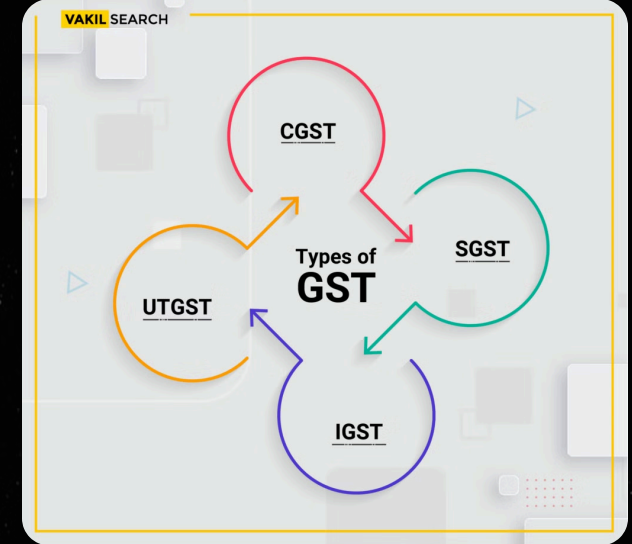 VAKIL SEARCH
CGST
SGST
Types of
GST
UTGST
IGST